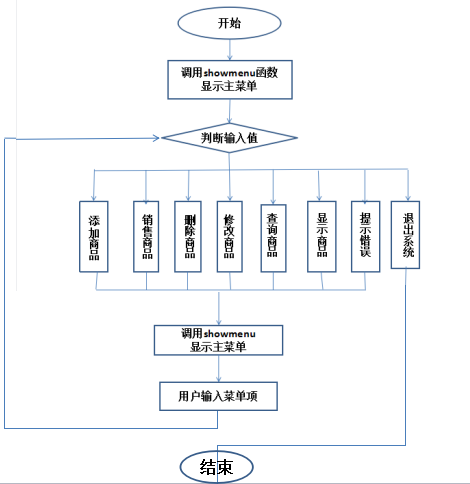 开始
调用showmenu函数
显示主菜单
判断输入值
添加商品
销售商品
删除商品
修改商品
查询商品
显示商品
提示错误
退出系统
调用showmenu
显示主菜单
用户输入菜单项
结束